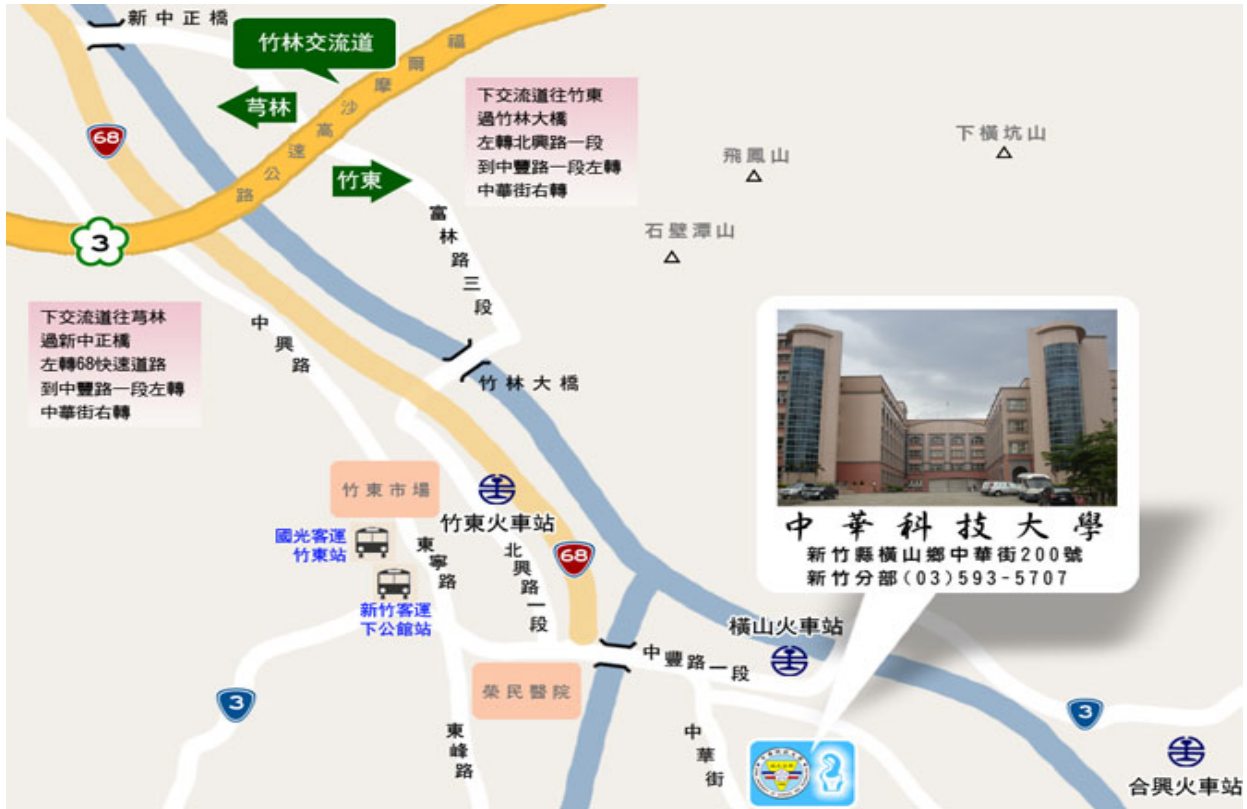 新中正橋
竹林交流道
福爾摩沙高速公路
芎林
68
下交流道往竹東
過竹林大橋
左轉北興路一段
到中豐路一段左轉
中華街右轉
下橫坑山
飛鳳山
竹東
石壁潭山
富林路三段
3
下交流道往芎林
過新中正橋
左轉68快速道路
到中豐路一段左轉
中華街右轉
中興路
竹林大橋
竹東市場
竹東火車站
國光客運
竹東站
東寧路
北興路一段
68
新竹客運
下公館站
中華科技大學
新竹縣橫山鄉中華街200號
新竹分部(03)593-5707
橫山火車站
中豐路一段
榮民醫院
3
東峰路
中華街
3
合興火車站